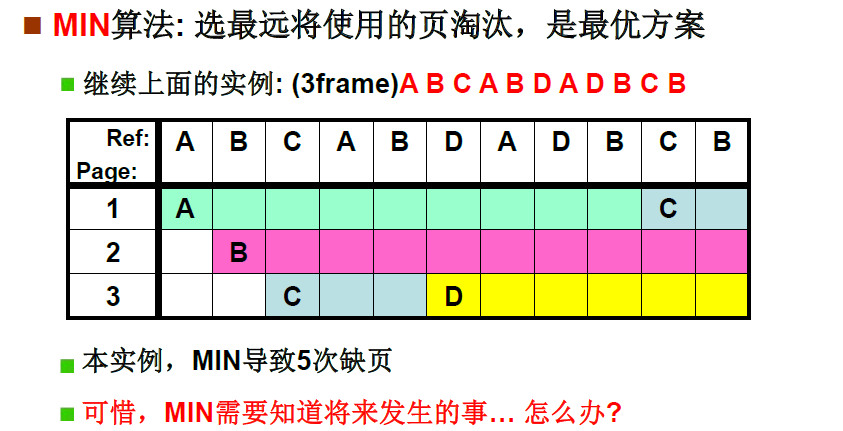 MIN算法: 选最远将使用的页淘汰，是最优方案
继续上面的实例: (3frame)A B C A B D A D B C B
Ref: A B C A B D A D B C B
Page:
1 A C
2 B
3 C D
本实例，MIN导致5次缺页
可惜，MIN需要知道将来发生的事… 怎么办?